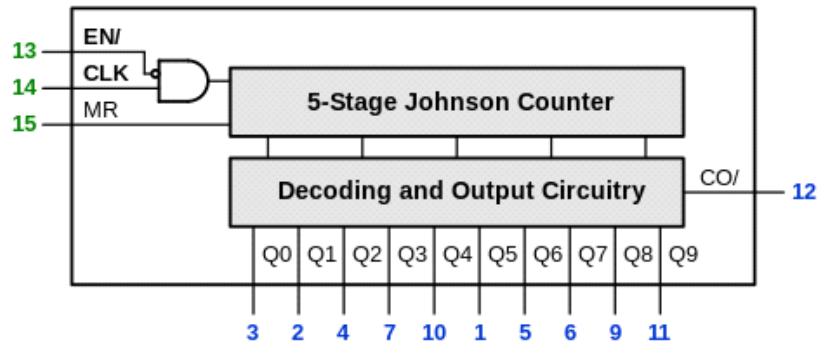 EN/
13
CLK
14
5-Stage Johnson Counter
MR
15
Decoding and Output Circuitry
CO/
12
Q0 Q1 Q2 Q3 Q4 Q5 Q6 Q7 Q8 Q9
3 2 4 7 10 1 5 6 9 11